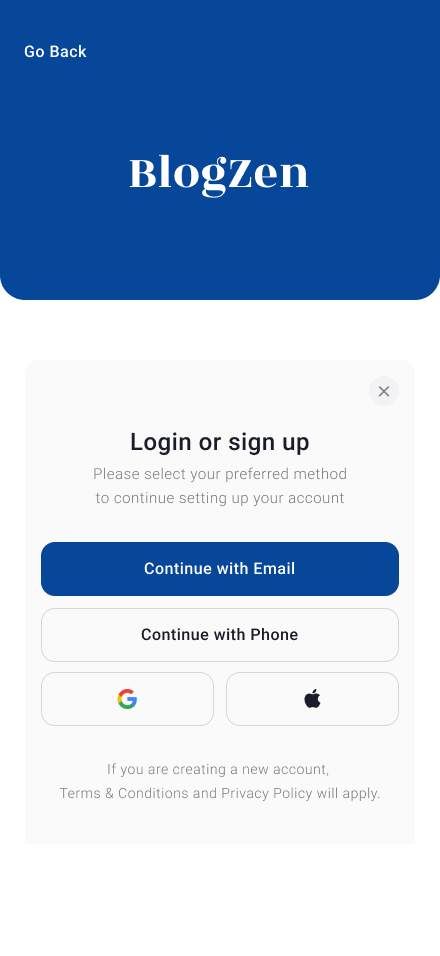 Go Back
BlogZen
Login or sign up
Please select your preferred method
to continue setting up your account
Continue with Email
Continue with Phone
If you are creating a new account,
Terms & Conditions and Privacy Policy will apply.